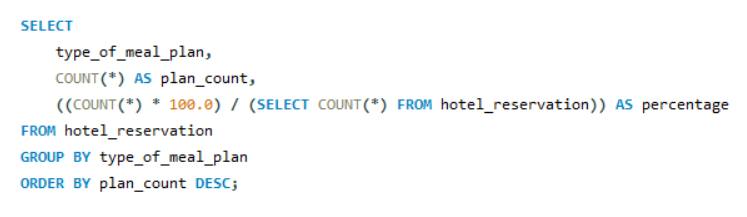 SELECT
type_of_meal_plan,
COUNT(*) AS plan_count,
((COUNT(*) * 100.0) / (SELECT COUNT(*) FROM hotel_reservation)) AS percentage
FROM hotel_reservation
GROUP BY type_of_meal_plan
ORDER BY plan_count DESC;